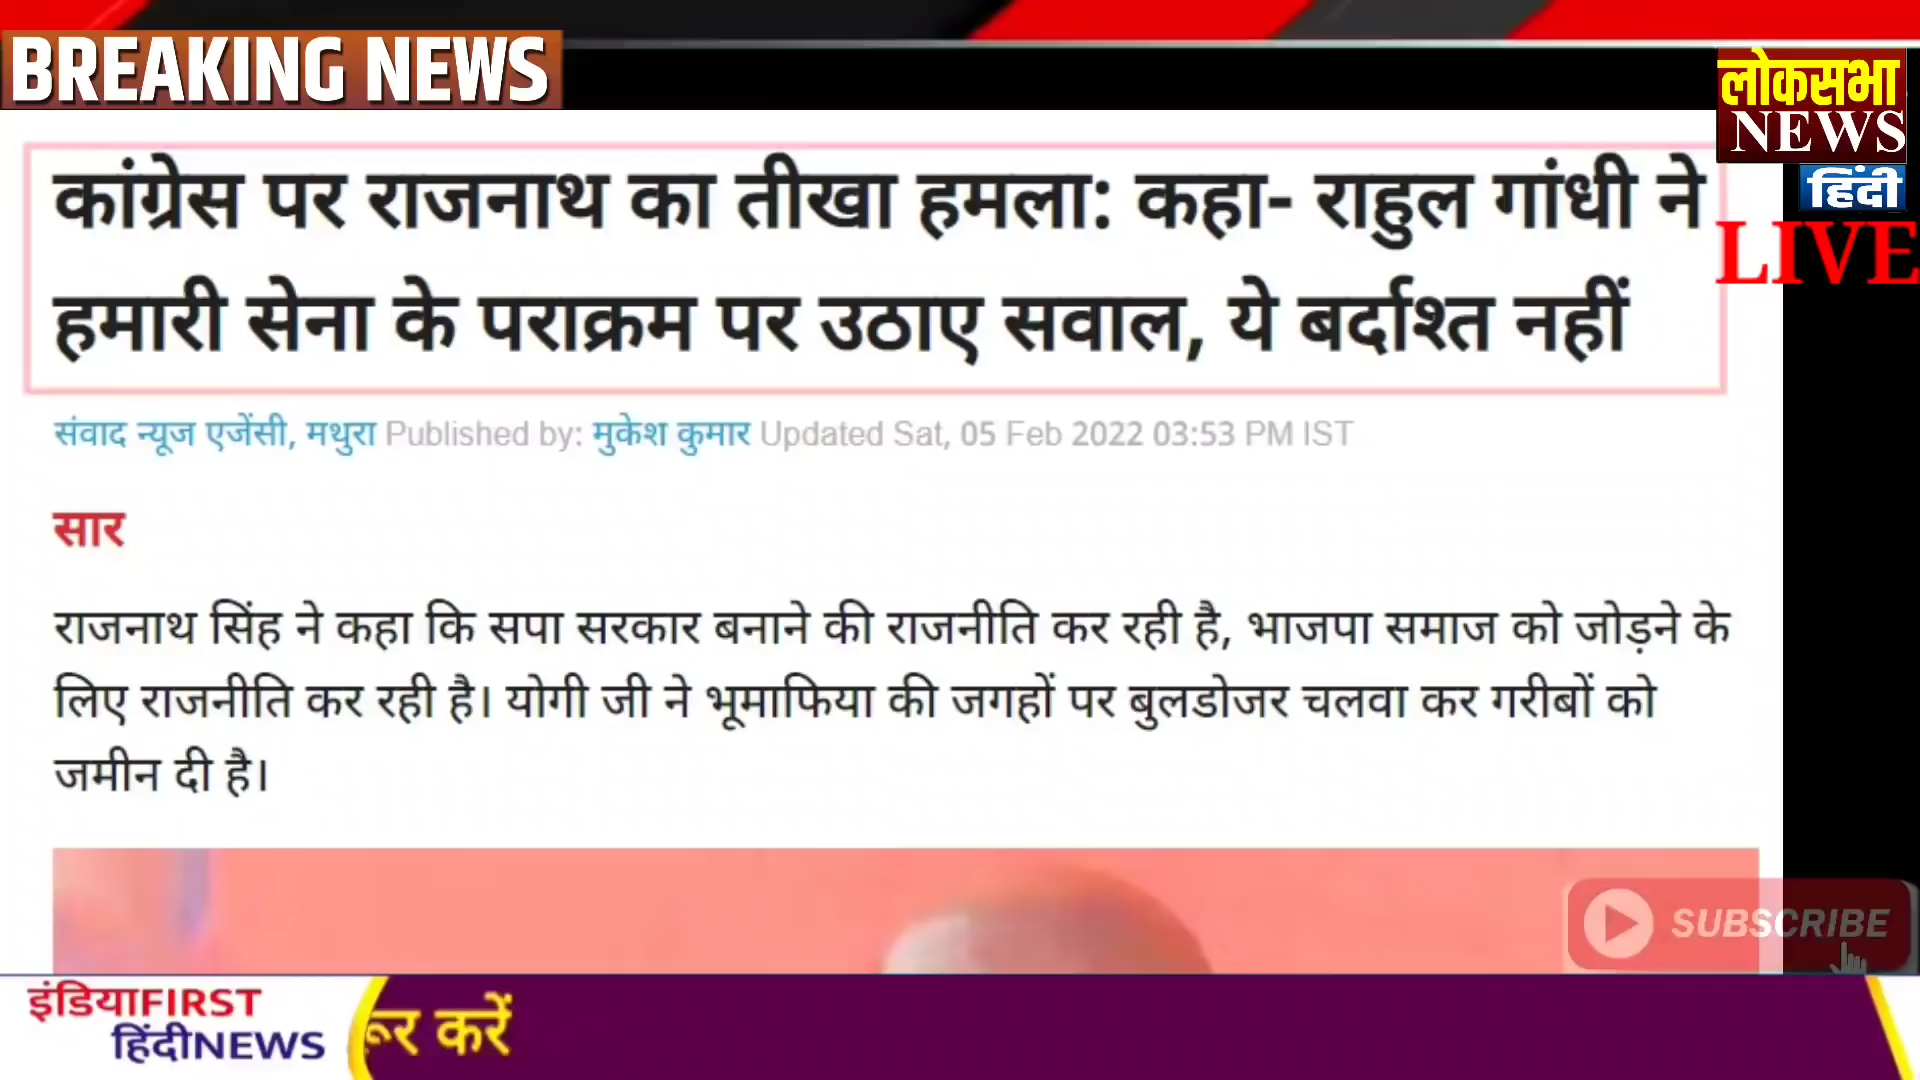 BREAKING NEWS
लोकसभा
NEWS
हिंदी
LIVE
कांग्रेस पर राजनाथ का तीखा हमला: कहा- राहुल गांधी ने
हमारी सेना के पराक्रम पर उठाए सवाल, ये बर्दाश्त नहीं
संवाद न्यूज एजेंसी, मथुरा Published by: मुकेश कुमार Updated Sat, 05 Feb 2022 03:53 PM IST
सार
राजनाथ सिंह ने कहा कि सपा सरकार बनाने की राजनीति कर रही है, भाजपा समाज को जोड़ने के
लिए राजनीति कर रही है। योगी जी ने भूमाफिया की जगहों पर बुलडोजर चलवा कर गरीबों को
जमीन दी है।
SUBSCRIBE
इंडियाFIRST
हिंदीNEWS
करें